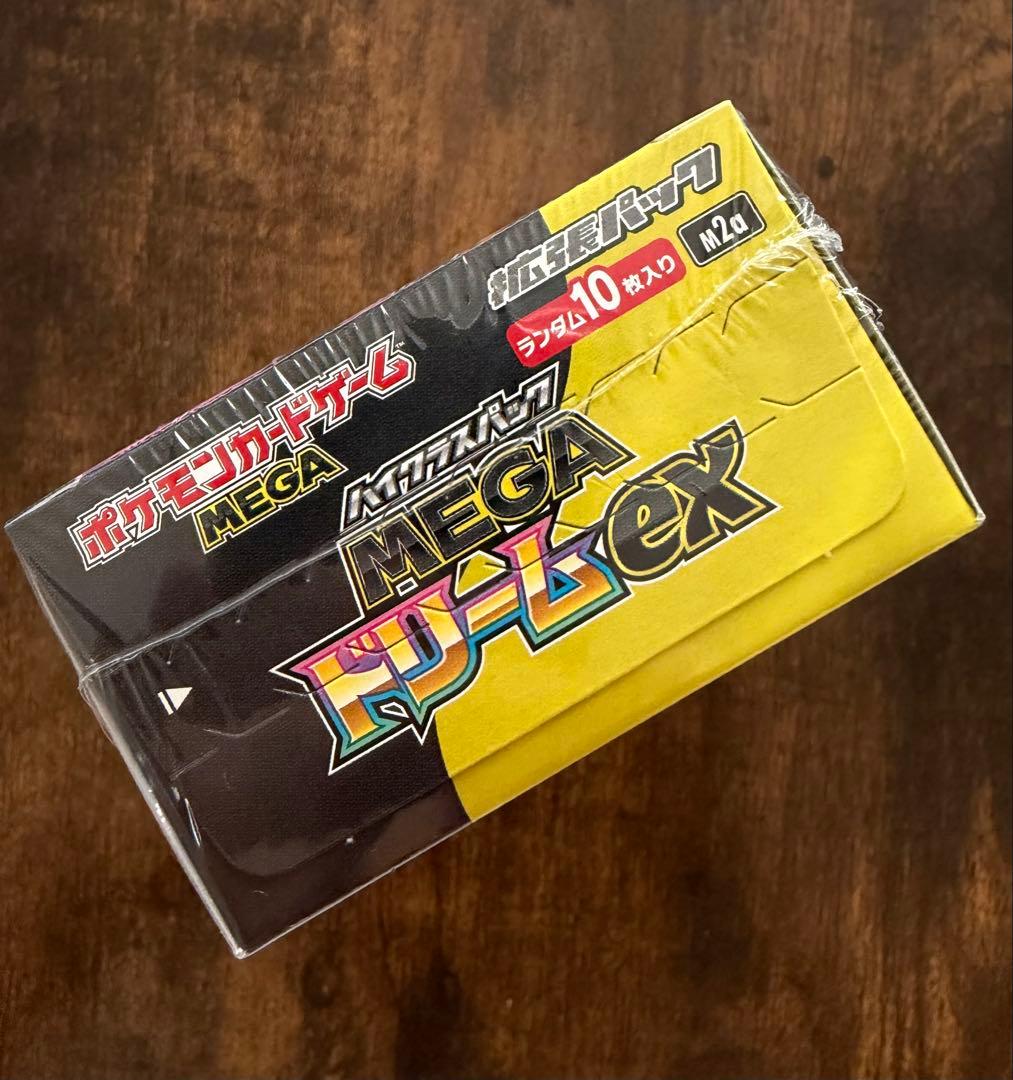 拡張パック
M2a
ランダム10枚入り
ポケモンカードゲーム™
MEGA
ハイクラスパック
MEGA
ドリームex